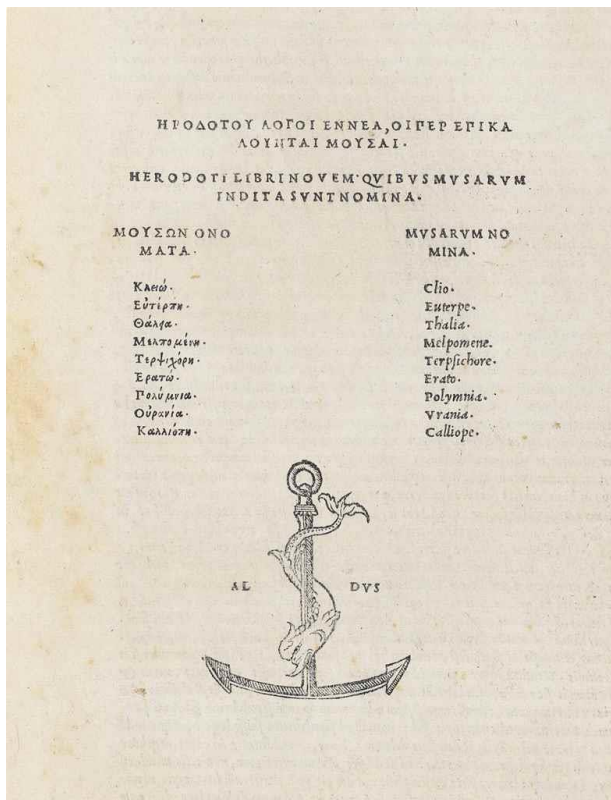 ΗΡΟΔΟΤΟΥ ΛΟΓΟΙ ΕΝΝΕΑ, ΟΙΠΕΡ ΕΠΙΚΑ
ΛΟΥΝΤΑΙ ΜΟΥΣΑΙ.
HERODOTI LIBRI NOVEM. QVIBVS MVSARVM
INDITA SVNT NOMINA.
ΜΟΥΣΩΝ ΟΝΟ
ΜΑΤΑ.
Κλειώ.
Εὐτέρπη.
Θάλεια.
Μελπομένη.
Τερψιχόρη.
Ἐρατώ.
Πολύμνια.
Οὐρανία.
Καλλιόπη.
MVSARVM NO
MINA.
Clio.
Euterpe.
Thalia.
Melpomene.
Terpsichore.
Erato.
Polymnia.
Vrania.
Calliope.
AL DVS